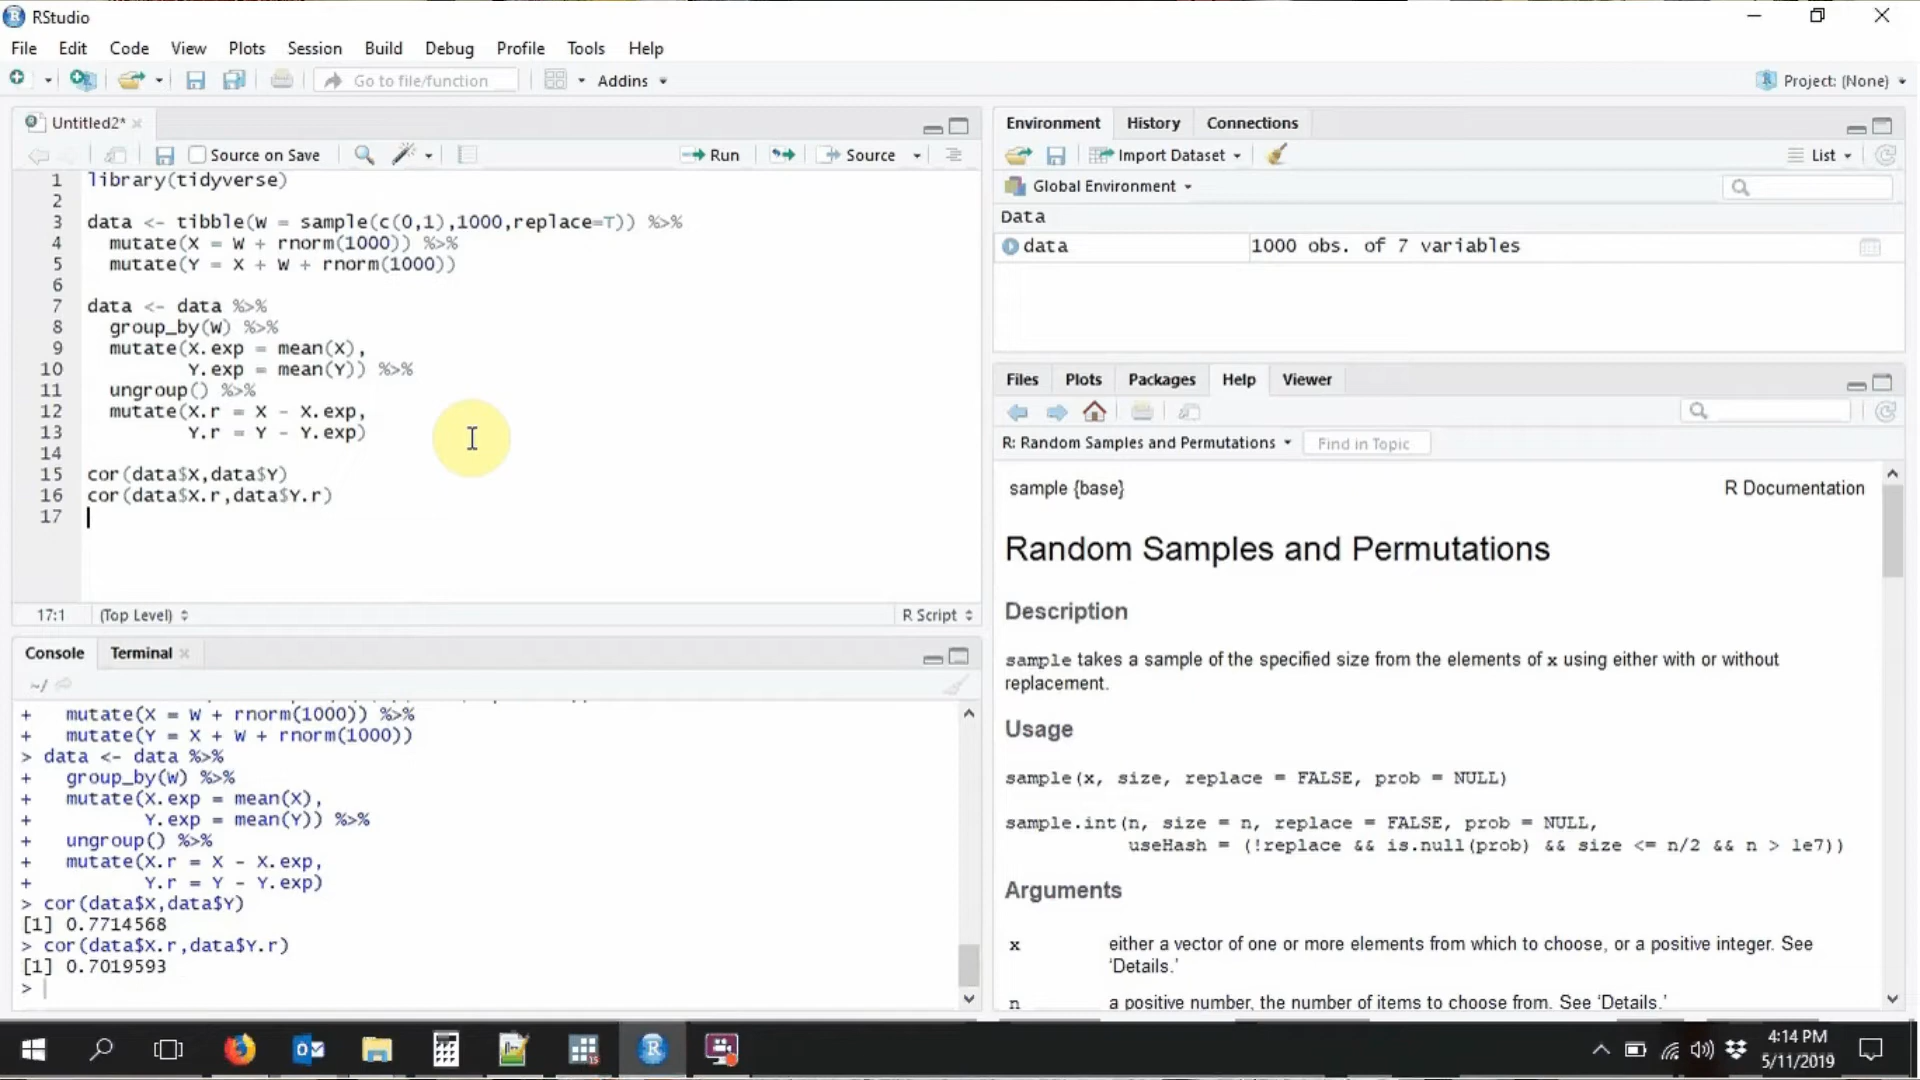 RStudio
File Edit Code View Plots Session Build Debug Profile Tools Help
Go to file/function Addins Project: (None)
Untitled2*
Source on Save Run Source
1 library(tidyverse)
2
3 data <- tibble(W = sample(c(0,1),1000,replace=T)) %>%
4 mutate(X = W + rnorm(1000)) %>%
5 mutate(Y = X + W + rnorm(1000))
6
7 data <- data %>%
8 group_by(W) %>%
9 mutate(X.exp = mean(X),
10 Y.exp = mean(Y)) %>%
11 ungroup() %>%
12 mutate(X.r = X - X.exp,
13 Y.r = Y - Y.exp)
14
15 cor(data$X,data$Y)
16 cor(data$X.r,data$Y.r)
17
17:1 (Top Level) R Script
Console Terminal
~/
+ mutate(X = W + rnorm(1000)) %>%
+ mutate(Y = X + W + rnorm(1000))
> data <- data %>%
+ group_by(W) %>%
+ mutate(X.exp = mean(X),
+ Y.exp = mean(Y)) %>%
+ ungroup() %>%
+ mutate(X.r = X - X.exp,
+ Y.r = Y - Y.exp)
> cor(data$X,data$Y)
[1] 0.7714568
> cor(data$X.r,data$Y.r)
[1] 0.7019593
>
Environment History Connections
Import Dataset List
Global Environment
Data
data 1000 obs. of 7 variables
Files Plots Packages Help Viewer
R: Random Samples and Permutations Find in Topic
sample {base} R Documentation
Random Samples and Permutations
Description
sample takes a sample of the specified size from the elements of x using either with or without
replacement.
Usage
sample(x, size, replace = FALSE, prob = NULL)
sample.int(n, size = n, replace = FALSE, prob = NULL,
useHash = (!replace && is.null(prob) && size <= n/2 && n > 1e7))
Arguments
x either a vector of one or more elements from which to choose, or a positive integer. See
‘Details.’
n a positive number, the number of items to choose from. See ‘Details.’
4:14 PM
5/11/2019